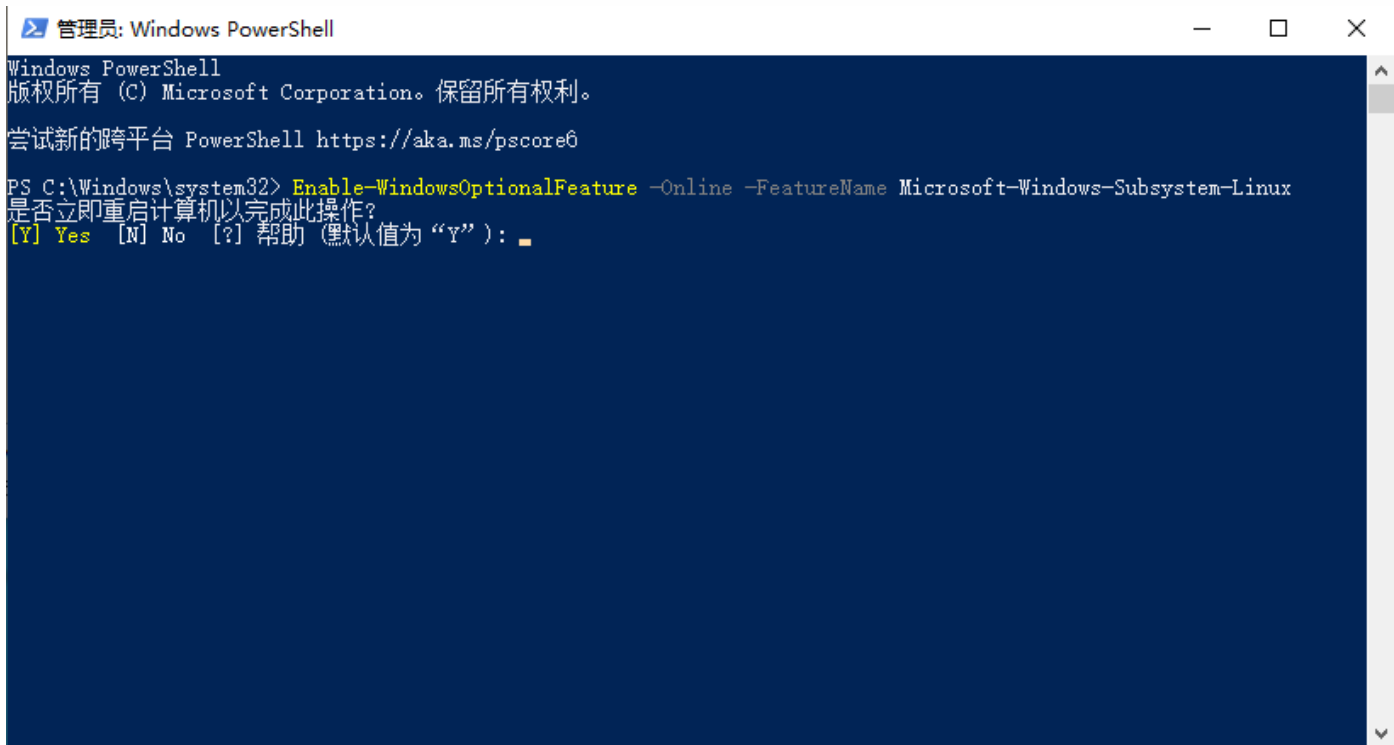 管理员: Windows PowerShell
Windows PowerShell
版权所有 (C) Microsoft Corporation。保留所有权利。
尝试新的跨平台 PowerShell https://aka.ms/pscore6
PS C:\Windows\system32> Enable-WindowsOptionalFeature -Online -FeatureName Microsoft-Windows-Subsystem-Linux
是否立即重启计算机以完成此操作?
[Y] Yes  [N] No  [?] 帮助 (默认值为“Y”):